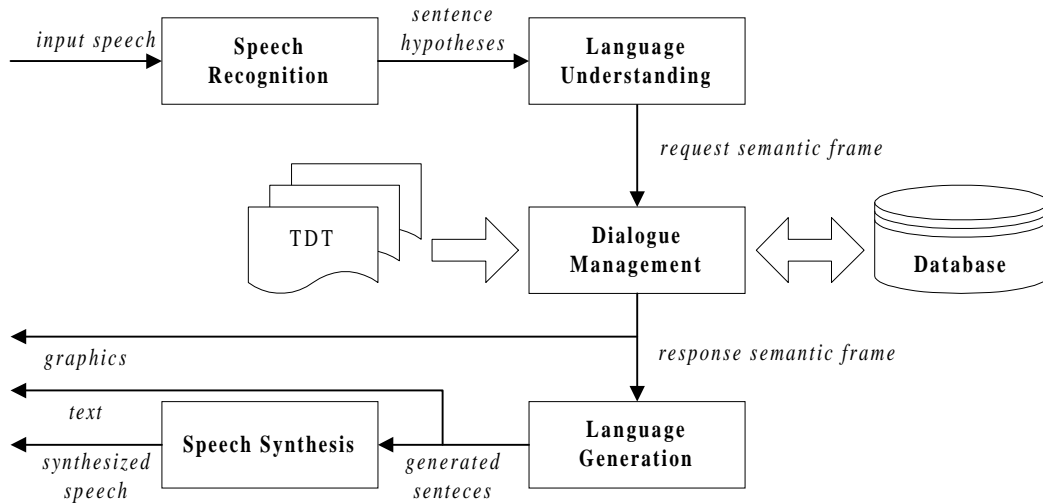 input speech
Speech
Recognition
sentence
hypotheses
Language
Understanding
request semantic frame
TDT
Dialogue
Management
Database
graphics
response semantic frame
text
Speech Synthesis
Language
Generation
synthesized
speech
generated
senteces